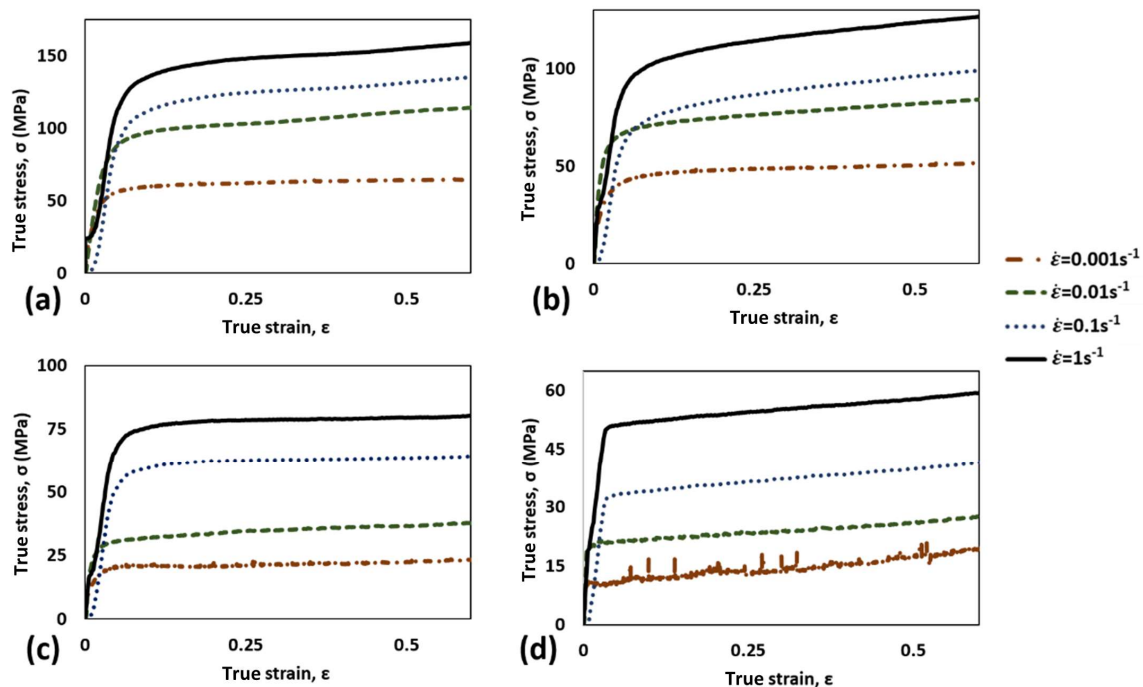 True stress, σ (MPa)
150
100
50
0
0
0.25
0.5
(a)
True strain, ε
True stress, σ (MPa)
100
50
0
0
0.25
0.5
(b)
True strain, ε
ε̇=0.001s⁻¹
ε̇=0.01s⁻¹
ε̇=0.1s⁻¹
ε̇=1s⁻¹
True stress, σ (MPa)
100
75
50
25
0
0
0.25
0.5
(c)
True strain, ε
True stress, σ (MPa)
60
45
30
15
0
0
0.25
0.5
(d)
True strain, ε